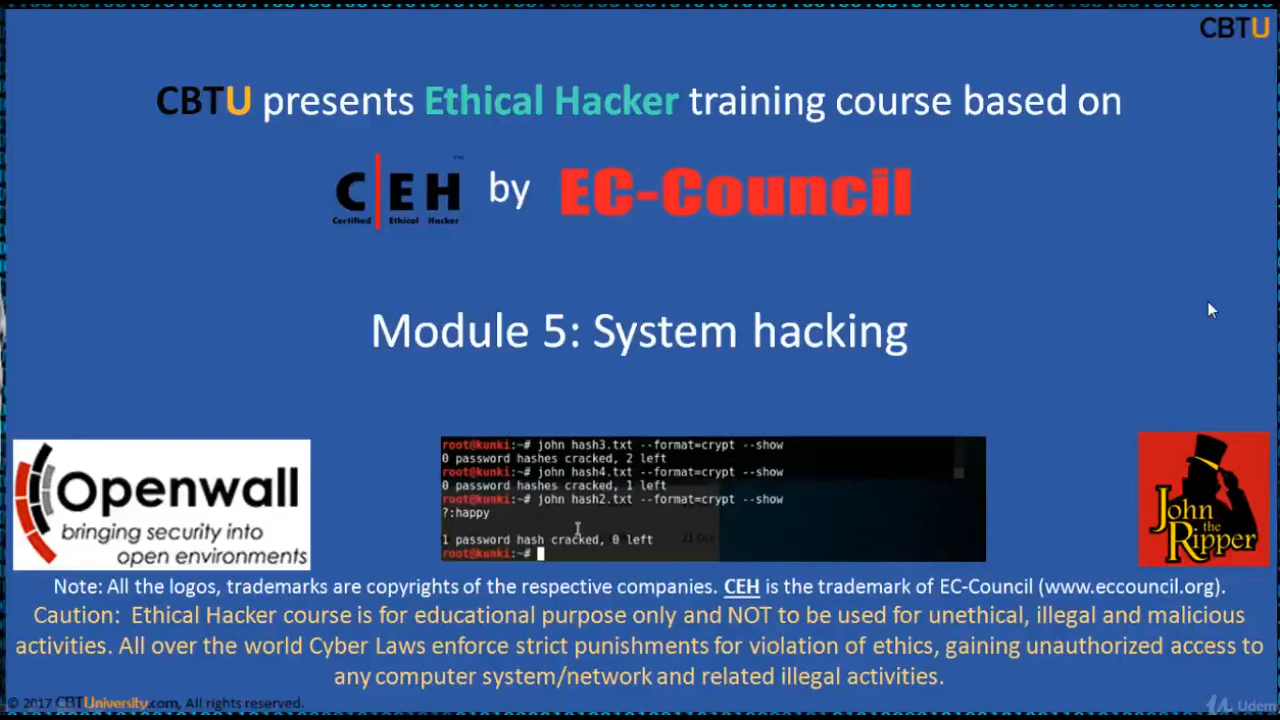 CBTU
CBTU presents Ethical Hacker training course based on
C|EH™ by EC-Council
Certified Ethical Hacker
Module 5: System hacking
Openwall
bringing security into
open environments
root@kunki:~# john hash3.txt --format=crypt --show
0 password hashes cracked, 2 left
root@kunki:~# john hash4.txt --format=crypt --show
0 password hashes cracked, 1 left
root@kunki:~# john hash2.txt --format=crypt --show
?:happy
1 password hash cracked, 0 left
root@kunki:~#
John
the
Ripper
Note: All the logos, trademarks are copyrights of the respective companies. CEH is the trademark of EC-Council (www.eccouncil.org).
Caution: Ethical Hacker course is for educational purpose only and NOT to be used for unethical, illegal and malicious
activities. All over the world Cyber Laws enforce strict punishments for violation of ethics, gaining unauthorized access to
any computer system/network and related illegal activities.
© 2017 CBTUniversity.com, All rights reserved.
Udemy